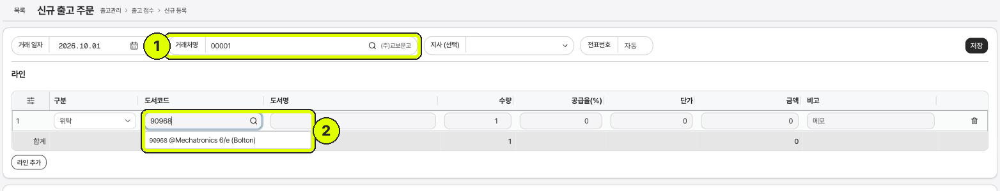 목록 신규 출고 주문 출고관리 > 출고 접수 > 신규 등록
거래 일자 2026.10.01 1 거래처명 00001 (주)교보문고 지사 (선택) 전표번호 자동 저장
라인
구분 도서코드 도서명 수량 공급율(%) 단가 금액 비고
1 위탁 90968 1 0 0 0 메모
90968 @Mechatronics 6/e (Bolton) 2
합계 1 0
라인 추가